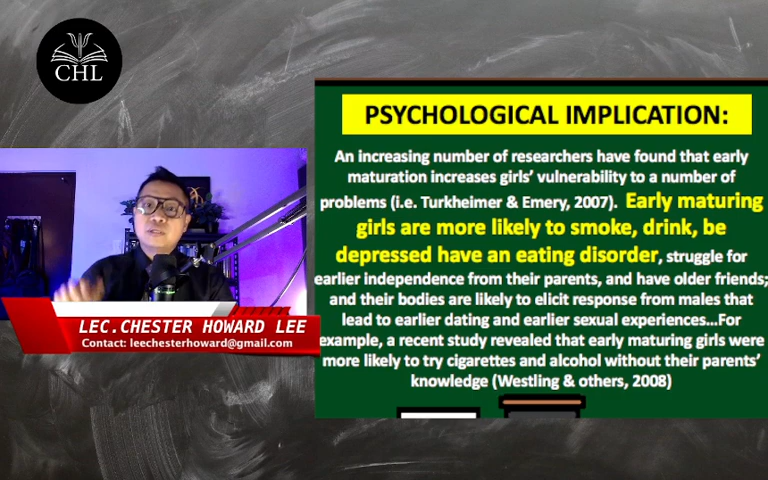 CHL
PSYCHOLOGICAL IMPLICATION:
An increasing number of researchers have found that early
maturation increases girls’ vulnerability to a number of
problems (i.e. Turkheimer & Emery, 2007). Early maturing
girls are more likely to smoke, drink, be
depressed have an eating disorder, struggle for
earlier independence from their parents, and have older friends;
and their bodies are likely to elicit response from males that
lead to earlier dating and earlier sexual experiences...For
example, a recent study revealed that early maturing girls were
more likely to try cigarettes and alcohol without their parents’
knowledge (Westling & others, 2008)
LEC.CHESTER HOWARD LEE
Contact: leechesterhoward@gmail.com